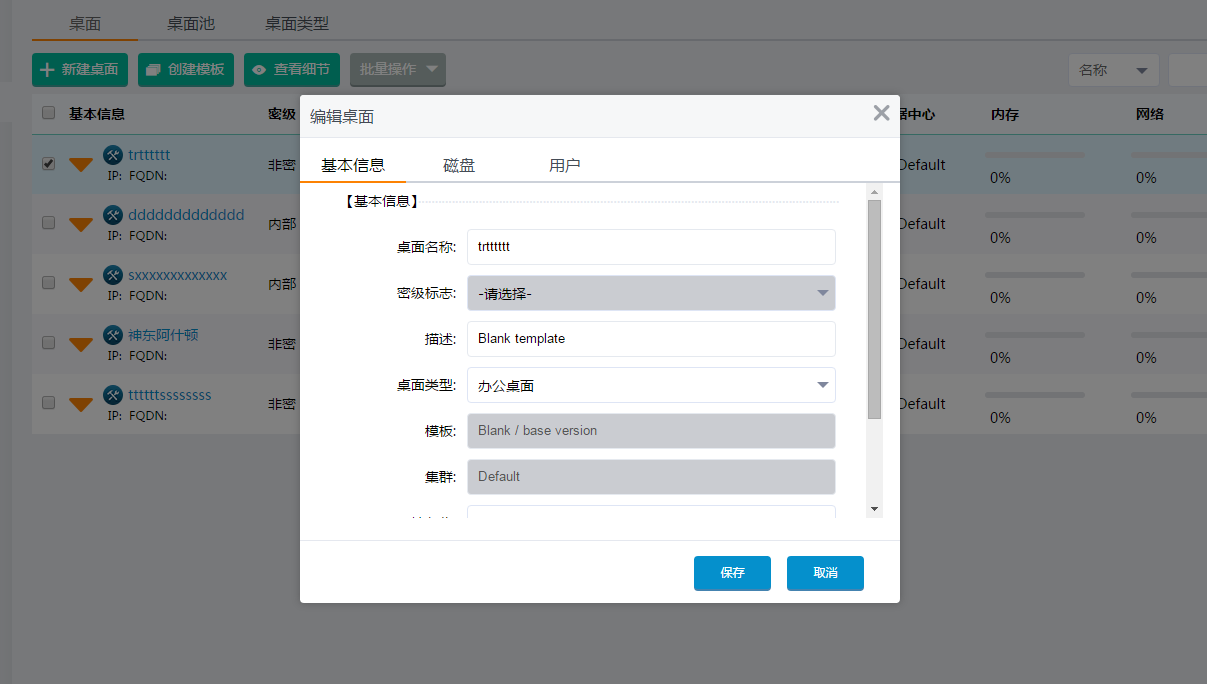 桌面 桌面池 桌面类型
新建桌面 创建模板 查看细节 批量操作 名称
基本信息 密级 中心 内存 网络
trtttttt 非密 Default 0% 0%
IP: FQDN:
ddddddddddddd 内部 Default 0% 0%
IP: FQDN:
sxxxxxxxxxxxxx 内部 Default 0% 0%
IP: FQDN:
神东阿什顿 非密 Default 0% 0%
IP: FQDN:
ttttttssssssss 非密 Default 0% 0%
IP: FQDN:
编辑桌面
基本信息 磁盘 用户
【基本信息】
桌面名称: trtttttt
密级标志: -请选择-
描述: Blank template
桌面类型: 办公桌面
模板: Blank / base version
集群: Default
保存 取消